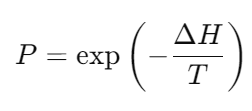 P = exp(−ΔH/T)